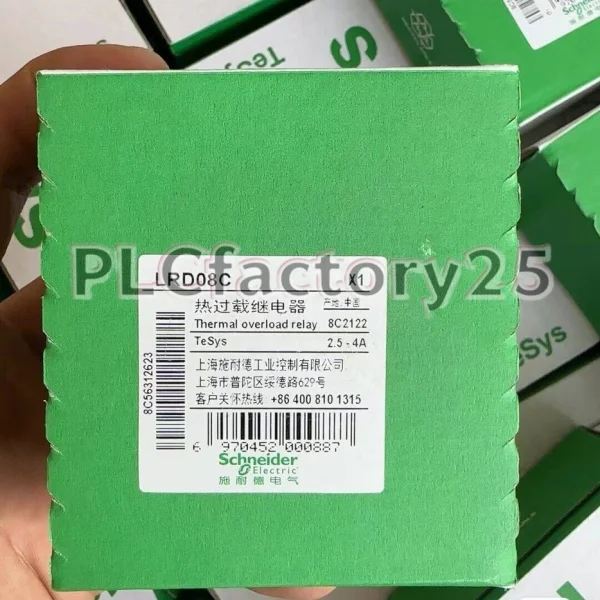 TeSys
S
TeSys
PLCfactory25
LRD08C X1
热过载继电器 产地:中国
Thermal overload relay 8C2122
TeSys 2.5 - 4A
上海施耐德工业控制有限公司
上海市普陀区绥德路629号
客户关怀热线 +86 400 810 1315
8C56312623
6 970452 000887
Schneider
Electric
施耐德电气